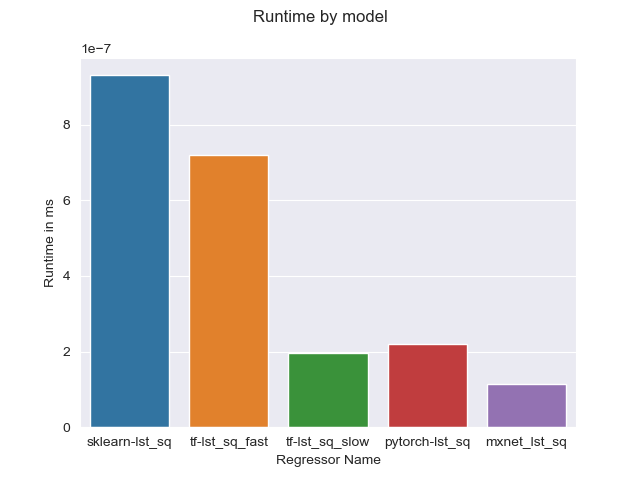 Runtime by model
1e−7
8
6
4
2
0
Runtime in ms
sklearn-lst_sq tf-lst_sq_fast tf-lst_sq_slow pytorch-lst_sq mxnet_lst_sq
Regressor Name